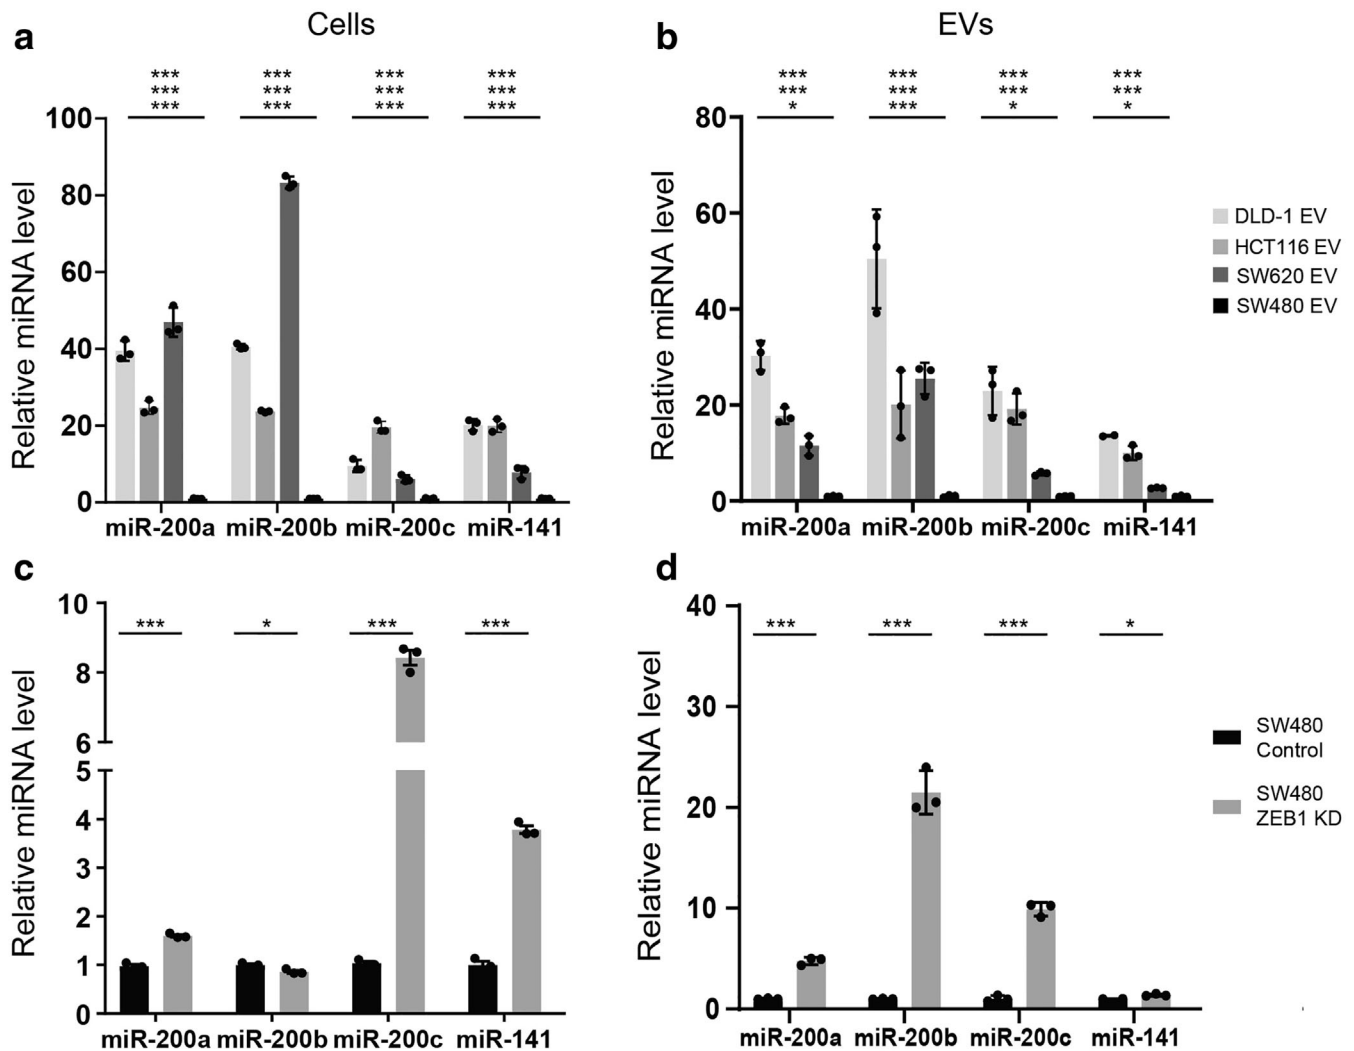 a
Cells
*** *** *** ***
*** *** *** ***
*** *** *** ***
Relative miRNA level
100
80
60
40
20
0
miR-200a miR-200b miR-200c miR-141
b
EVs
*** *** *** ***
*** *** *** ***
* *** * *
Relative miRNA level
80
60
40
20
0
miR-200a miR-200b miR-200c miR-141
DLD-1 EV
HCT116 EV
SW620 EV
SW480 EV
c
*** * *** ***
Relative miRNA level
10
8
6
5
4
3
2
1
0
miR-200a miR-200b miR-200c miR-141
d
*** *** *** *
Relative miRNA level
40
30
20
10
0
miR-200a miR-200b miR-200c miR-141
SW480
Control
SW480
ZEB1 KD